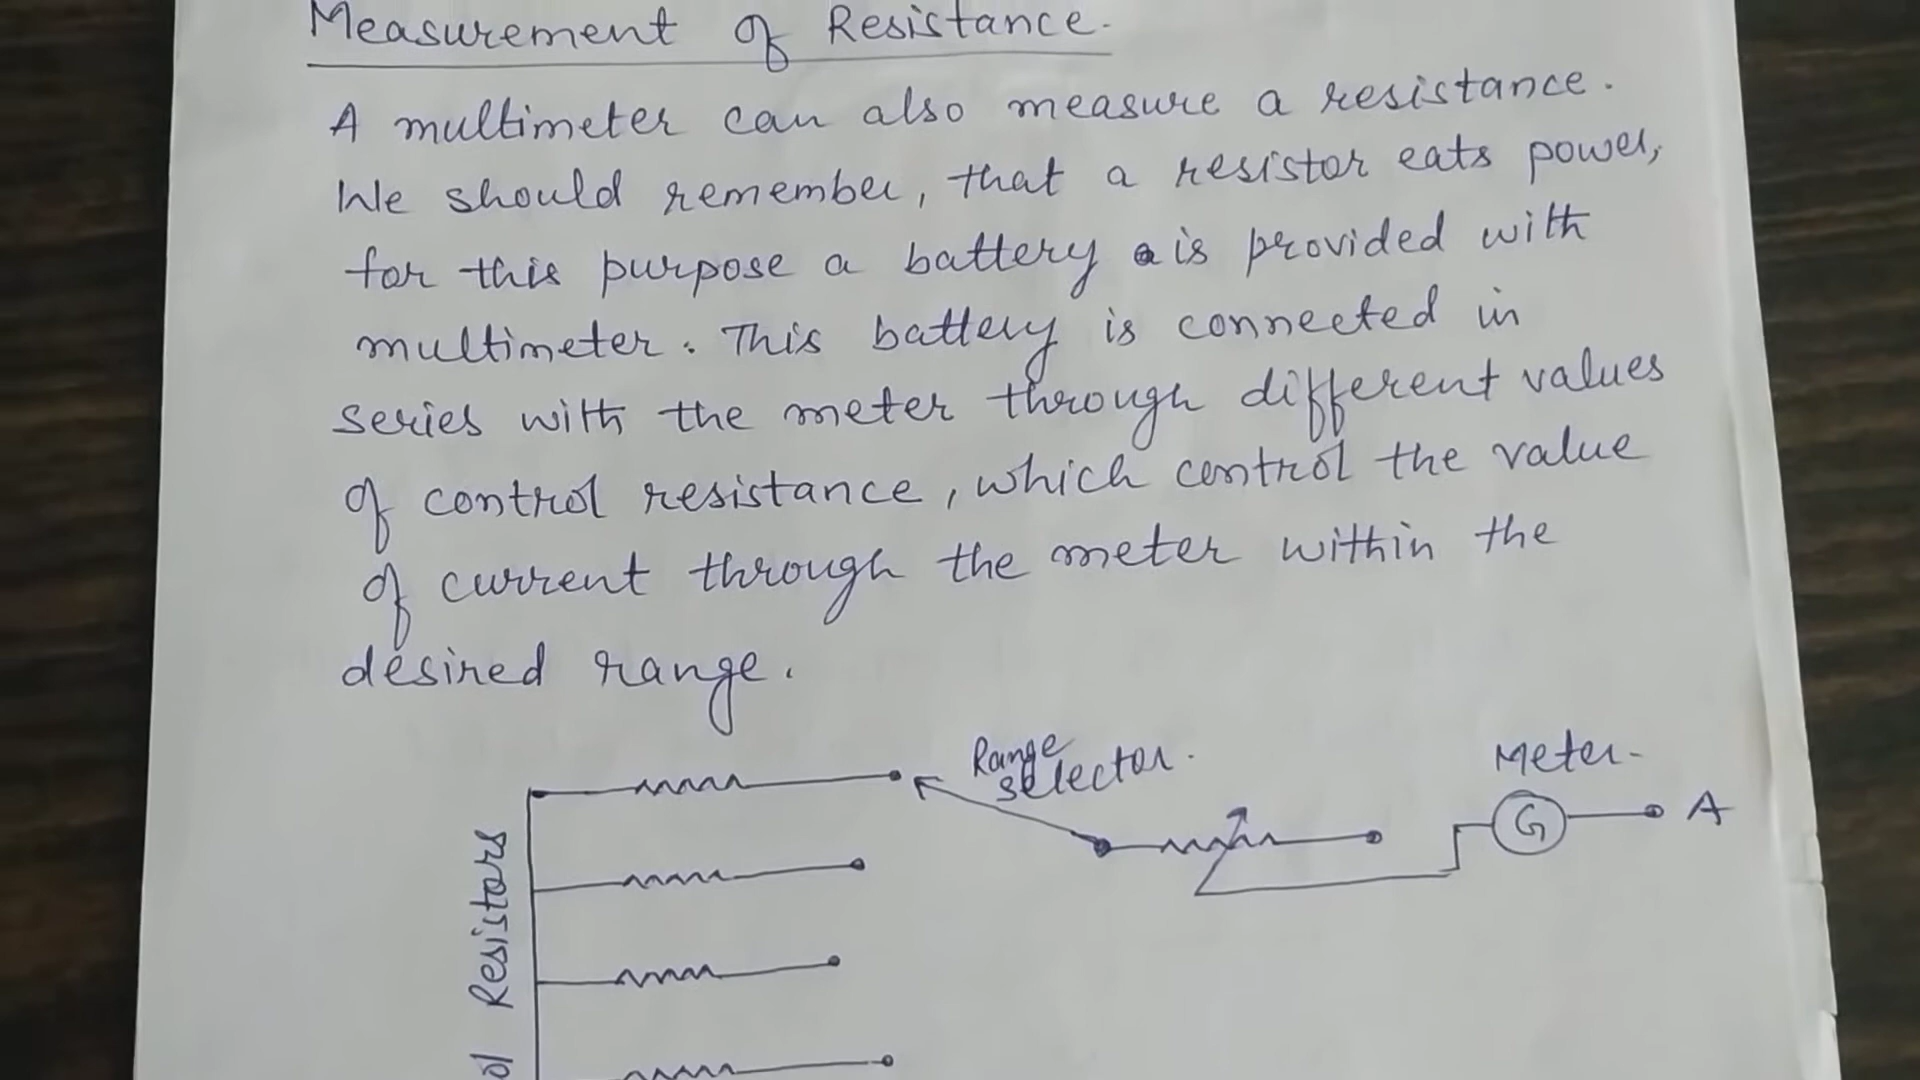 Measurement of Resistance.
A multimeter can also measure a resistance.
We should remember, that a resistor eats power,
for this purpose a battery is provided with
multimeter. This battery is connected in
series with the meter through different values
of control resistance, which control the value
of current through the meter within the
desired range.
Range
selector.
Meter.
G
A
Resistors